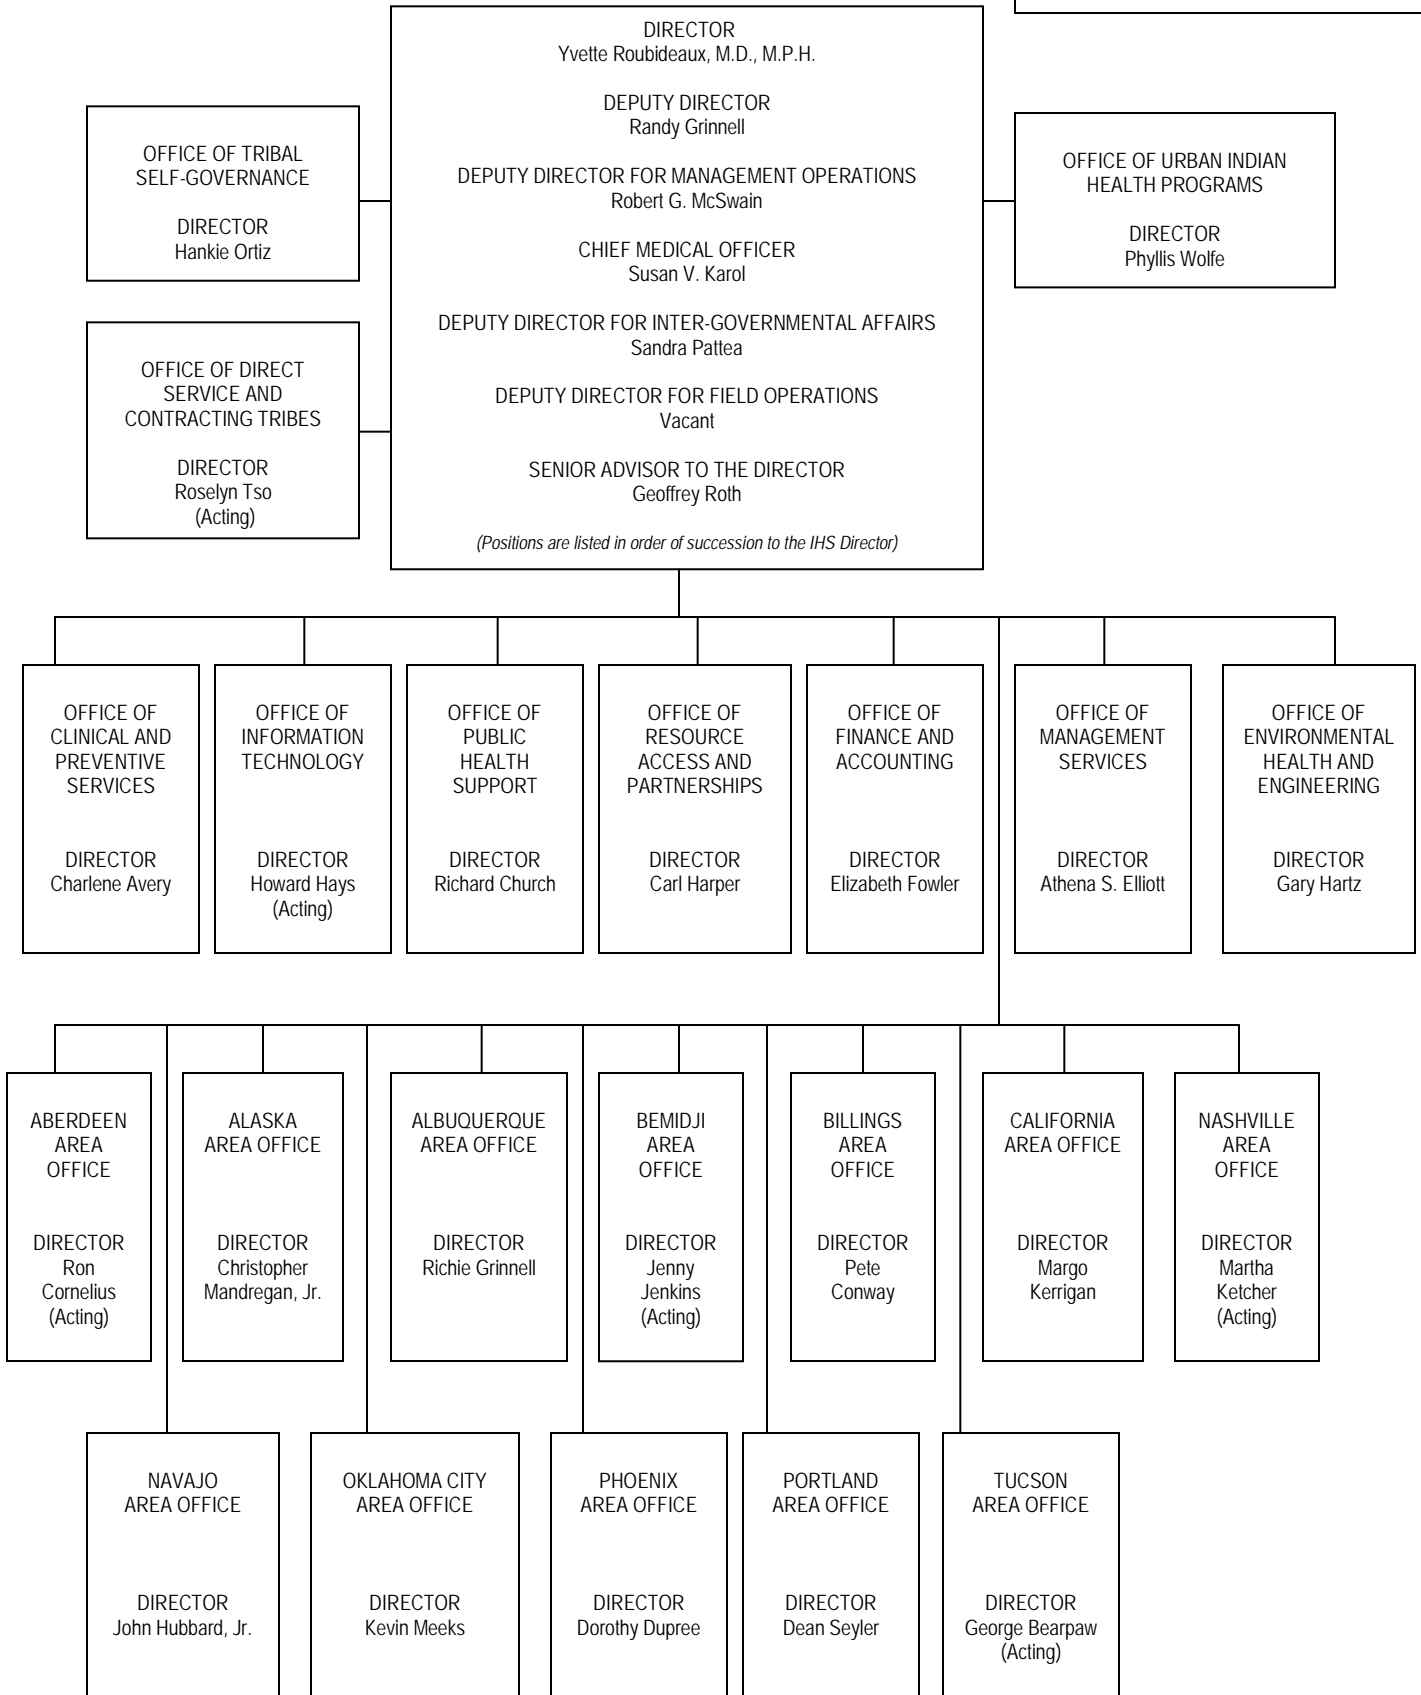 DIRECTOR
Yvette Roubideaux, M.D., M.P.H.
DEPUTY DIRECTOR
Randy Grinnell
DEPUTY DIRECTOR FOR MANAGEMENT OPERATIONS
Robert G. McSwain
CHIEF MEDICAL OFFICER
Susan V. Karol
DEPUTY DIRECTOR FOR INTER-GOVERNMENTAL AFFAIRS
Sandra Pattea
DEPUTY DIRECTOR FOR FIELD OPERATIONS
Vacant
SENIOR ADVISOR TO THE DIRECTOR
Geoffrey Roth
(Positions are listed in order of succession to the IHS Director)
OFFICE OF TRIBAL
SELF-GOVERNANCE
DIRECTOR
Hankie Ortiz
OFFICE OF DIRECT
SERVICE AND
CONTRACTING TRIBES
DIRECTOR
Roselyn Tso
(Acting)
OFFICE OF URBAN INDIAN
HEALTH PROGRAMS
DIRECTOR
Phyllis Wolfe
OFFICE OF
CLINICAL AND
PREVENTIVE
SERVICES
DIRECTOR
Charlene Avery
OFFICE OF
INFORMATION
TECHNOLOGY
DIRECTOR
Howard Hays
(Acting)
OFFICE OF
PUBLIC
HEALTH
SUPPORT
DIRECTOR
Richard Church
OFFICE OF
RESOURCE
ACCESS AND
PARTNERSHIPS
DIRECTOR
Carl Harper
OFFICE OF
FINANCE AND
ACCOUNTING
DIRECTOR
Elizabeth Fowler
OFFICE OF
MANAGEMENT
SERVICES
DIRECTOR
Athena S. Elliott
OFFICE OF
ENVIRONMENTAL
HEALTH AND
ENGINEERING
DIRECTOR
Gary Hartz
ABERDEEN
AREA
OFFICE
DIRECTOR
Ron
Cornelius
(Acting)
ALASKA
AREA OFFICE
DIRECTOR
Christopher
Mandregan, Jr.
ALBUQUERQUE
AREA OFFICE
DIRECTOR
Richie Grinnell
BEMIDJI
AREA
OFFICE
DIRECTOR
Jenny
Jenkins
(Acting)
BILLINGS
AREA
OFFICE
DIRECTOR
Pete
Conway
CALIFORNIA
AREA OFFICE
DIRECTOR
Margo
Kerrigan
NASHVILLE
AREA
OFFICE
DIRECTOR
Martha
Ketcher
(Acting)
NAVAJO
AREA OFFICE
DIRECTOR
John Hubbard, Jr.
OKLAHOMA CITY
AREA OFFICE
DIRECTOR
Kevin Meeks
PHOENIX
AREA OFFICE
DIRECTOR
Dorothy Dupree
PORTLAND
AREA OFFICE
DIRECTOR
Dean Seyler
TUCSON
AREA OFFICE
DIRECTOR
George Bearpaw
(Acting)